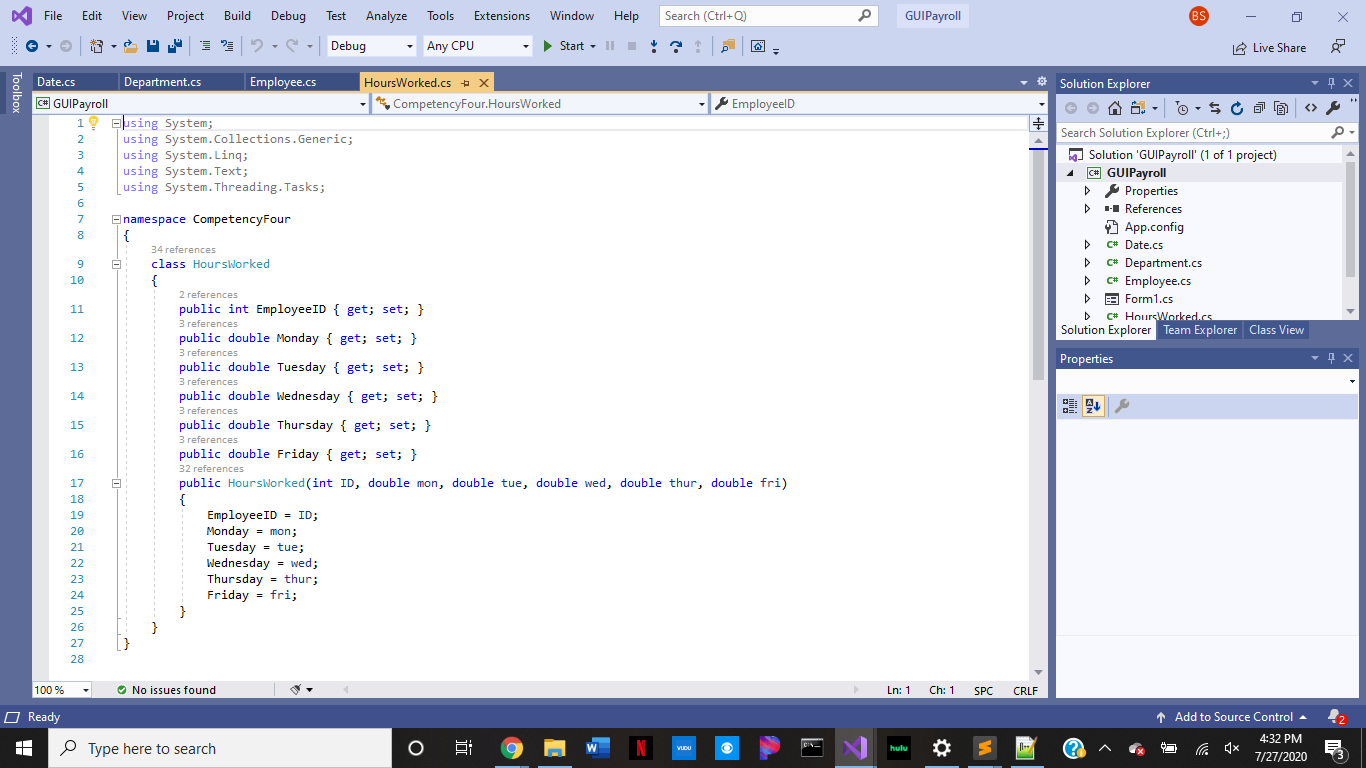 File Edit View Project Build Debug Test Analyze Tools Extensions Window Help Search (Ctrl+Q) GUIPayroll BS
Debug Any CPU Start Live Share
Toolbox
Date.cs Department.cs Employee.cs HoursWorked.cs
GUIPayroll CompetencyFour.HoursWorked EmployeeID
1 using System;
2 using System.Collections.Generic;
3 using System.Linq;
4 using System.Text;
5 using System.Threading.Tasks;
6
7 namespace CompetencyFour
8 {
34 references
9 class HoursWorked
10 {
2 references
11 public int EmployeeID { get; set; }
3 references
12 public double Monday { get; set; }
3 references
13 public double Tuesday { get; set; }
3 references
14 public double Wednesday { get; set; }
3 references
15 public double Thursday { get; set; }
3 references
16 public double Friday { get; set; }
32 references
17 public HoursWorked(int ID, double mon, double tue, double wed, double thur, double fri)
18 {
19 EmployeeID = ID;
20 Monday = mon;
21 Tuesday = tue;
22 Wednesday = wed;
23 Thursday = thur;
24 Friday = fri;
25 }
26 }
27 }
28
100 % No issues found Ln: 1 Ch: 1 SPC CRLF
Solution Explorer
Search Solution Explorer (Ctrl+;)
Solution 'GUIPayroll' (1 of 1 project)
GUIPayroll
Properties
References
App.config
Date.cs
Department.cs
Employee.cs
Form1.cs
HoursWorked.cs
Solution Explorer Team Explorer Class View
Properties
Ready Add to Source Control 2
Type here to search VUDU hulu 4:32 PM
7/27/2020 3